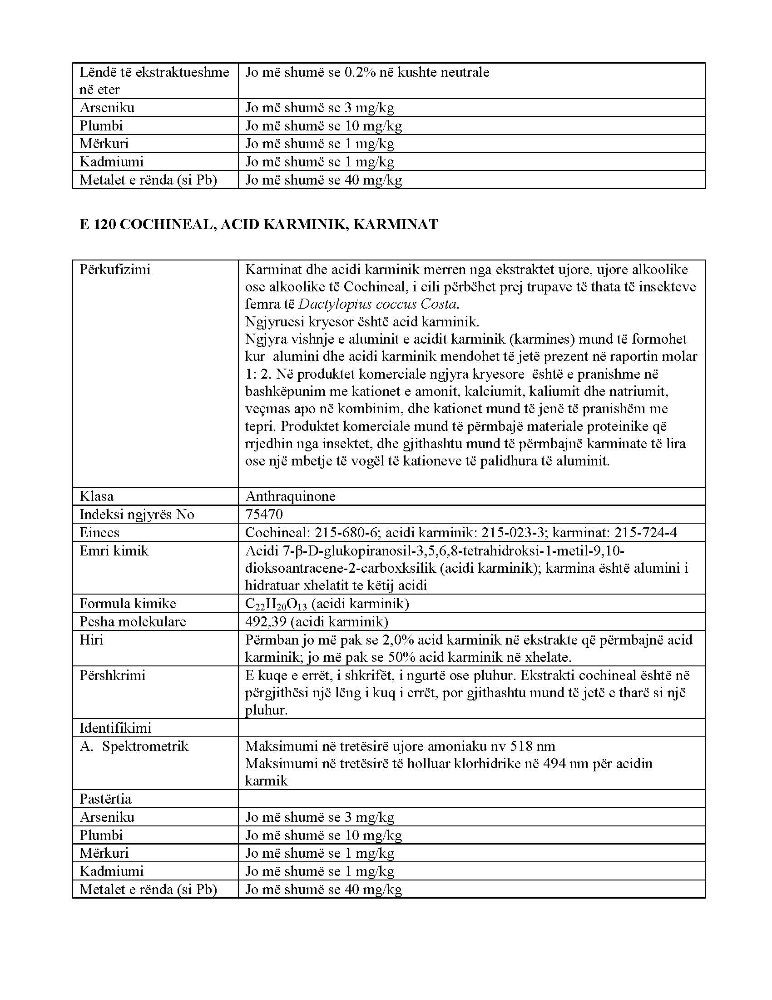 Lëndë të ekstraktueshme
në eter
Jo më shumë se 0.2% në kushte neutrale
Arseniku
Jo më shumë se 3 mg/kg
Plumbi
Jo më shumë se 10 mg/kg
Mërkuri
Jo më shumë se 1 mg/kg
Kadmiumi
Jo më shumë se 1 mg/kg
Metalet e rënda (si Pb)
Jo më shumë se 40 mg/kg
E 120 COCHINEAL, ACID KARMINIK, KARMINAT
Përkufizimi
Karminat dhe acidi karminik merren nga ekstraktet ujore, ujore alkoolike
ose alkoolike të Cochineal, i cili përbëhet prej trupave të thata të insekteve
femra të Dactylopius coccus Costa.
Ngjyruesi kryesor është acid karminik.
Ngjyra vishnje e aluminit e acidit karminik (karmines) mund të formohet
kur alumini dhe acidi karminik mendohet të jetë prezent në raportin molar
1: 2. Në produktet komerciale ngjyra kryesore është e pranishme në
bashkëpunim me kationet e amonit, kalciumit, kaliumit dhe natriumit,
veçmas apo në kombinim, dhe kationet mund të jenë të pranishëm me
tepri. Produktet komerciale mund të përmbajë materiale proteinike që
rrjedhin nga insektet, dhe gjithashtu mund të përmbajnë karminate të lira
ose një mbetje të vogël të kationeve të palidhura të aluminit.
Klasa
Anthraquinone
Indeksi ngjyrës No
75470
Einecs
Cochineal: 215-680-6; acidi karminik: 215-023-3; karminat: 215-724-4
Emri kimik
Acidi 7-β-D-glukopiranosil-3,5,6,8-tetrahidroksi-1-metil-9,10-
dioksoantracene-2-carboxksilik (acidi karminik); karmina është alumini i
hidratuar xhelatit te këtij acidi
Formula kimike
C₂₂H₂₀O₁₃ (acidi karminik)
Pesha molekulare
492,39 (acidi karminik)
Hiri
Përmban jo më pak se 2,0% acid karminik në ekstrakte që përmbajnë acid
karminik; jo më pak se 50% acid karminik në xhelate.
Përshkrimi
E kuqe e errët, i shkrifët, i ngurtë ose pluhur. Ekstrakti cochineal është në
përgjithësi një lëng i kuq i errët, por gjithashtu mund të jetë e tharë si një
pluhur.
Identifikimi
A. Spektrometrik
Maksimumi në tretësirë ujore amoniaku nv 518 nm
Maksimumi në tretësirë të holluar klorhidrike në 494 nm për acidin
karmik
Pastërtia
Arseniku
Jo më shumë se 3 mg/kg
Plumbi
Jo më shumë se 10 mg/kg
Mërkuri
Jo më shumë se 1 mg/kg
Kadmiumi
Jo më shumë se 1 mg/kg
Metalet e rënda (si Pb)
Jo më shumë se 40 mg/kg